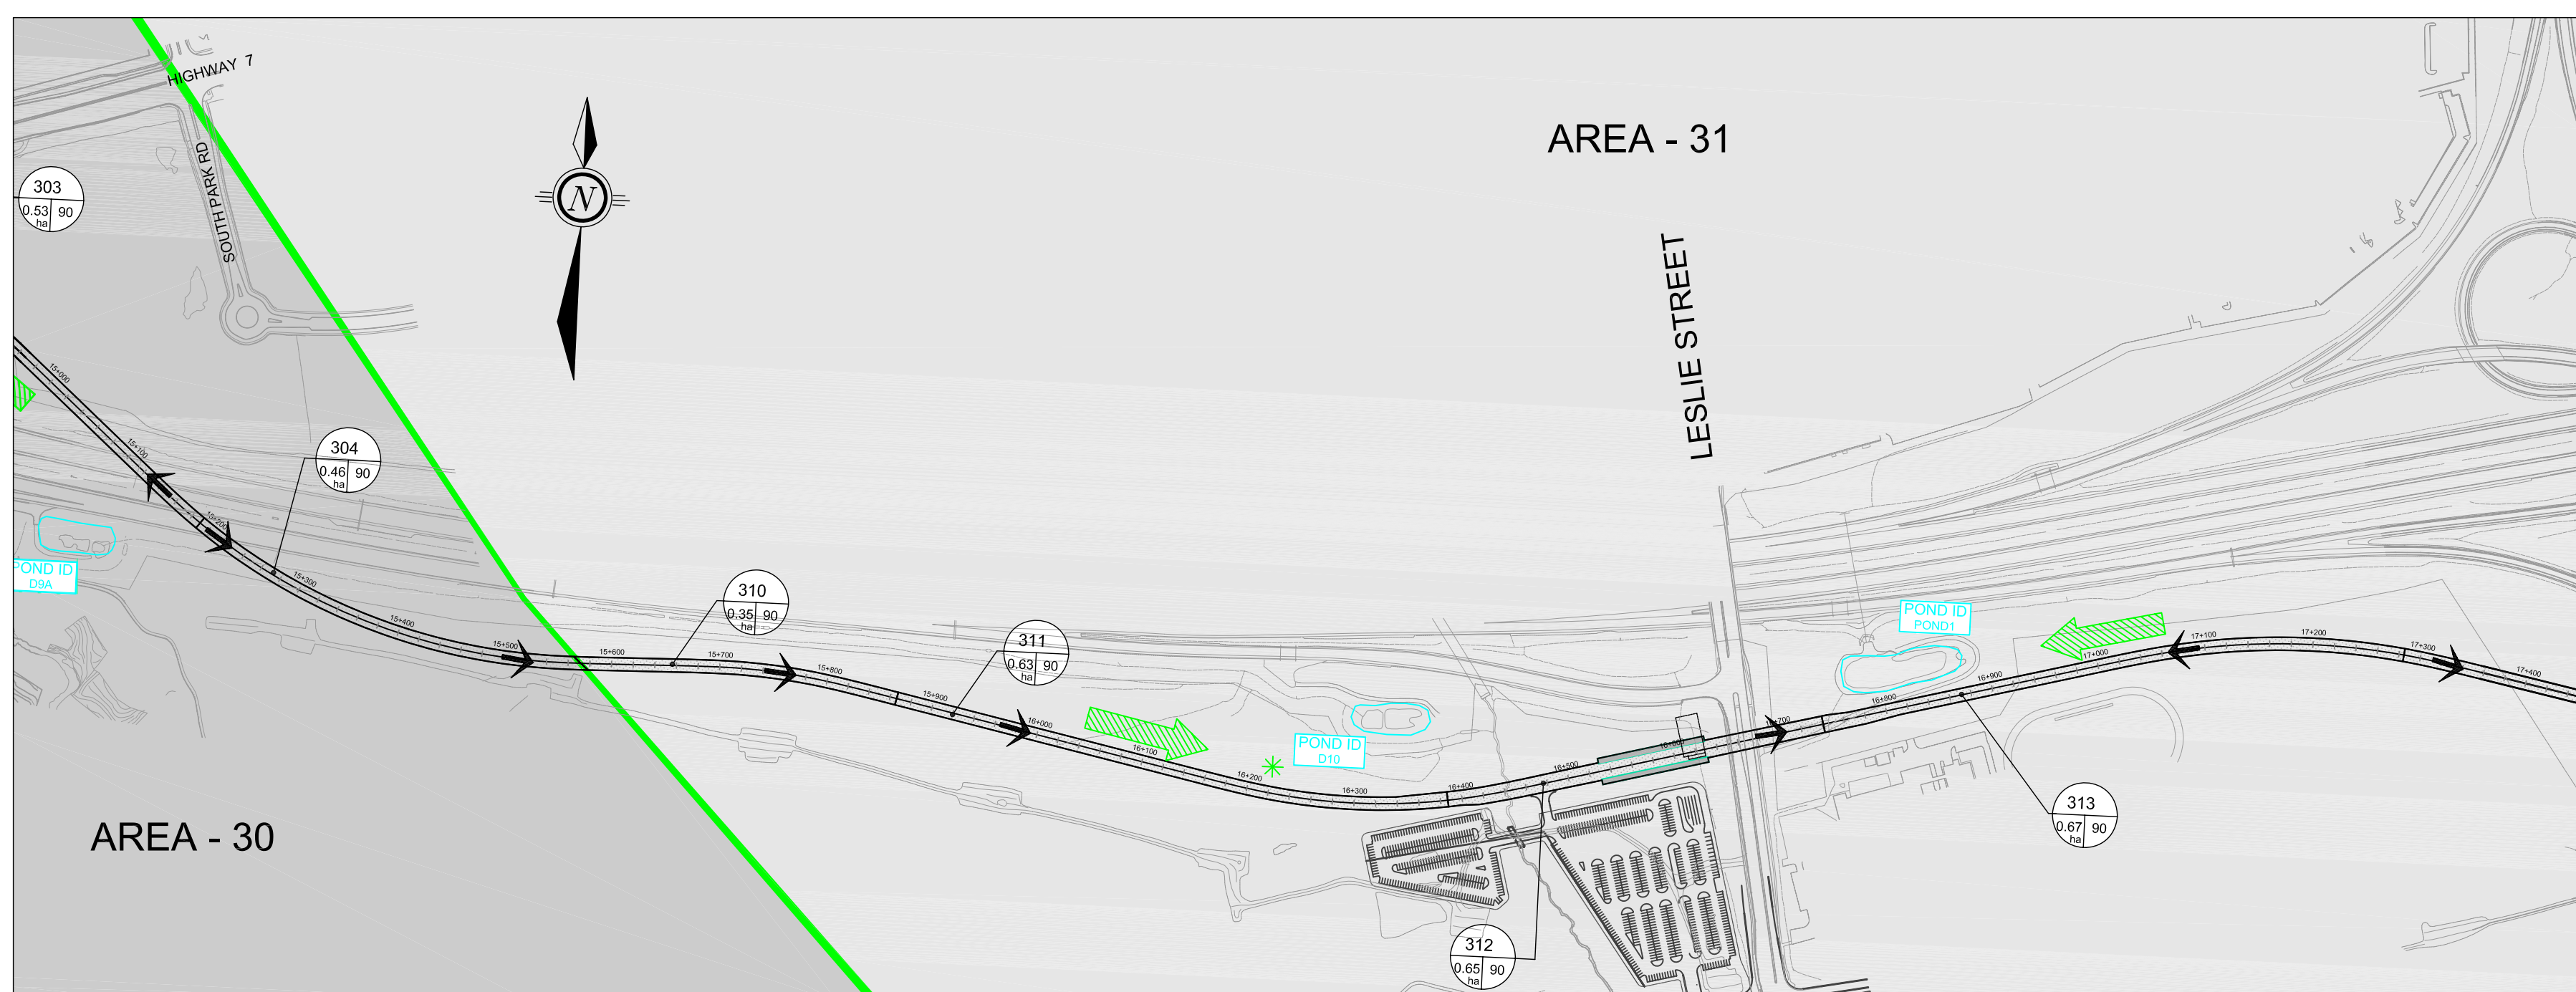 HIGHWAY 7
SOUTH PARK RD
AREA - 31
N
303
0.53 90
ha
LESLIE STREET
15+000
15+100
304
0.46 90
ha
15+200
POND ID
D9A
15+300
15+400
15+500
15+600
310
0.35 90
ha
15+700
15+800
311
0.63 90
ha
15+900
16+000
16+100
16+200
POND ID
D10
16+300
16+400
16+500
16+600
16+700
POND ID
POND1
16+800
16+900
17+000
17+100
17+200
17+300
17+400
AREA - 30
313
0.67 90
ha
312
0.65 90
ha